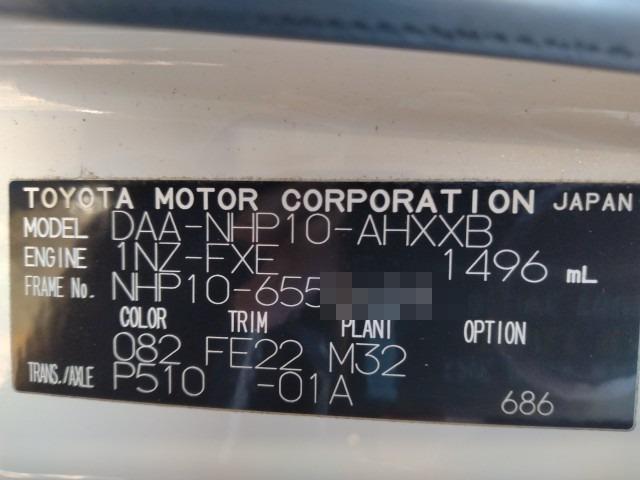 TOYOTA MOTOR CORPORATION JAPAN
MODEL DAA-NHP10-AHXXB
ENGINE 1NZ-FXE 1496 mL
FRAME No. NHP10-655
COLOR TRIM PLANT OPTION
082 FE22 M32
TRANS./AXLE P510 -01A
686